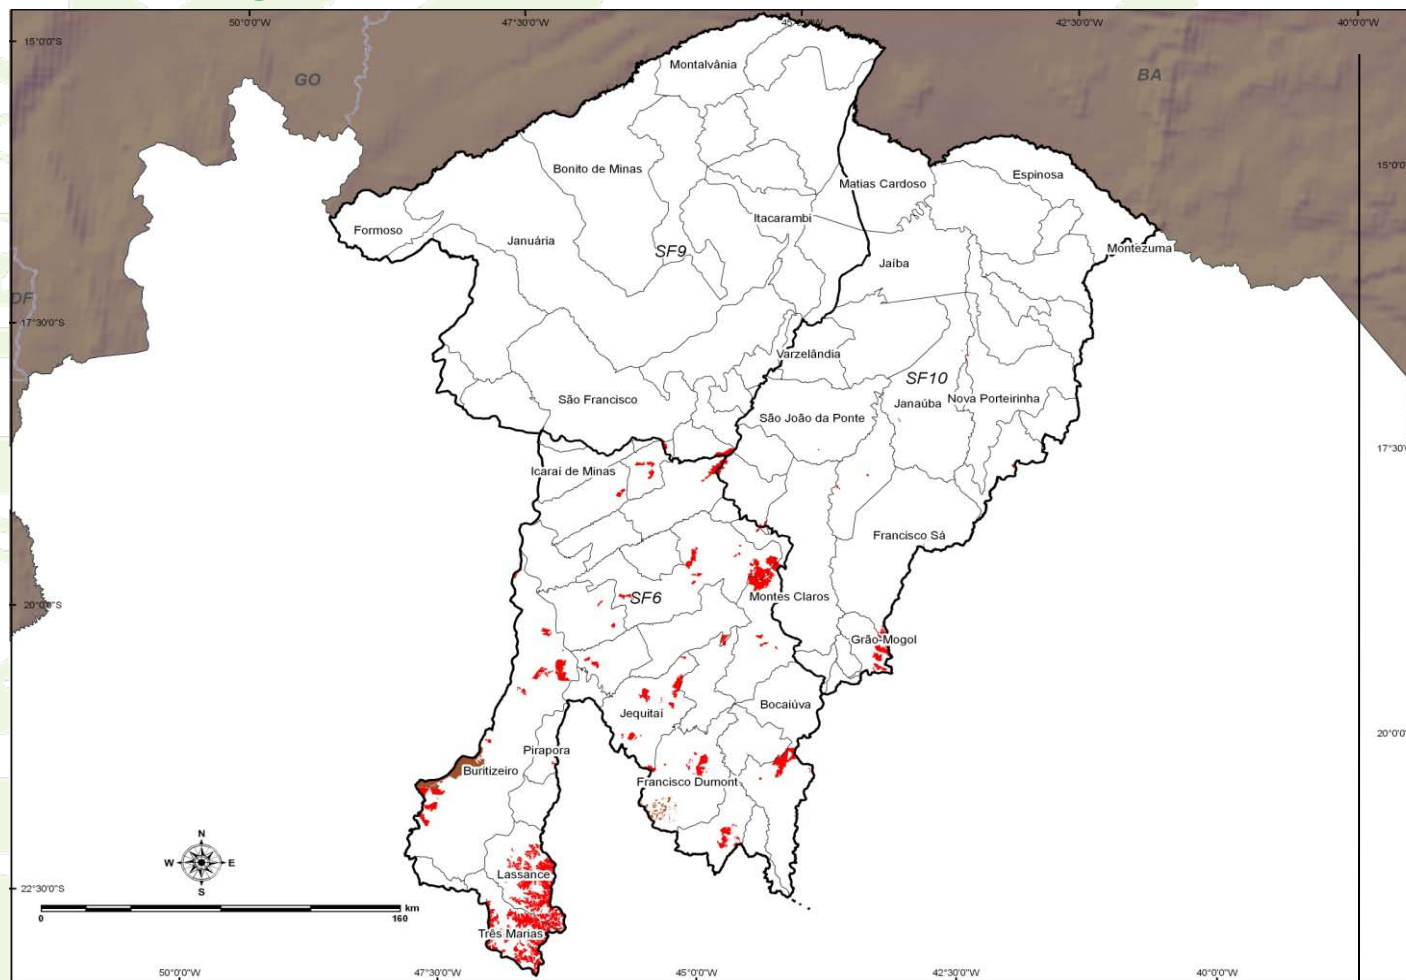 50°0'0"W 47°30'0"W 45°0'0"W 42°30'0"W 40°0'0"W
15°0'0"S
GO
BA
Montalvânia
15°0'0"
Bonito de Minas
Espinosa
Matias Cardoso
Formoso
Itacarambi
Januária
SF9
Montezuma
Jaíba
DF
17°30'0"S
Varzelândia
SF10
São Francisco
Janaúba
Nova Porteirinha
São João da Ponte
17°30'0"S
Icaraí de Minas
Francisco Sá
SF6
Montes Claros
20°0'0"S
Grão-Mogol
Bocaiúva
Jequitaí
20°0'0"S
Pirapora
Buritizeiro
Francisco Dumont
N
W E
S
Lassance
22°30'0"S
km
0 160
Três Marias
50°0'0"W 47°30'0"W 45°0'0"W 42°30'0"W 40°0'0"W